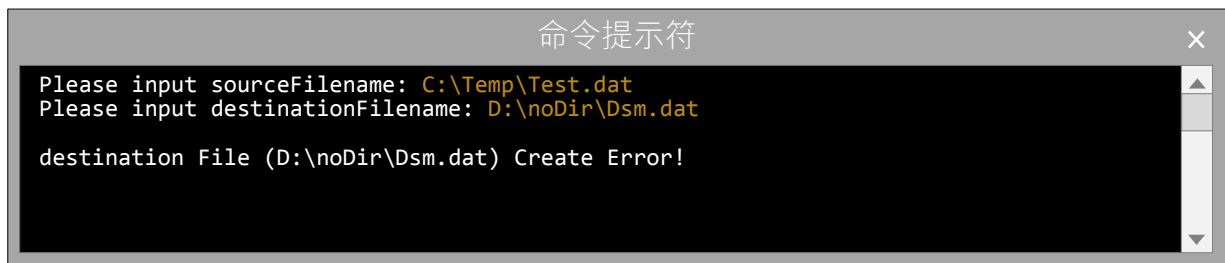 命令提示符
Please input sourceFilename: C:\Temp\Test.dat
Please input destinationFilename: D:\noDir\Dsm.dat
destination File (D:\noDir\Dsm.dat) Create Error!